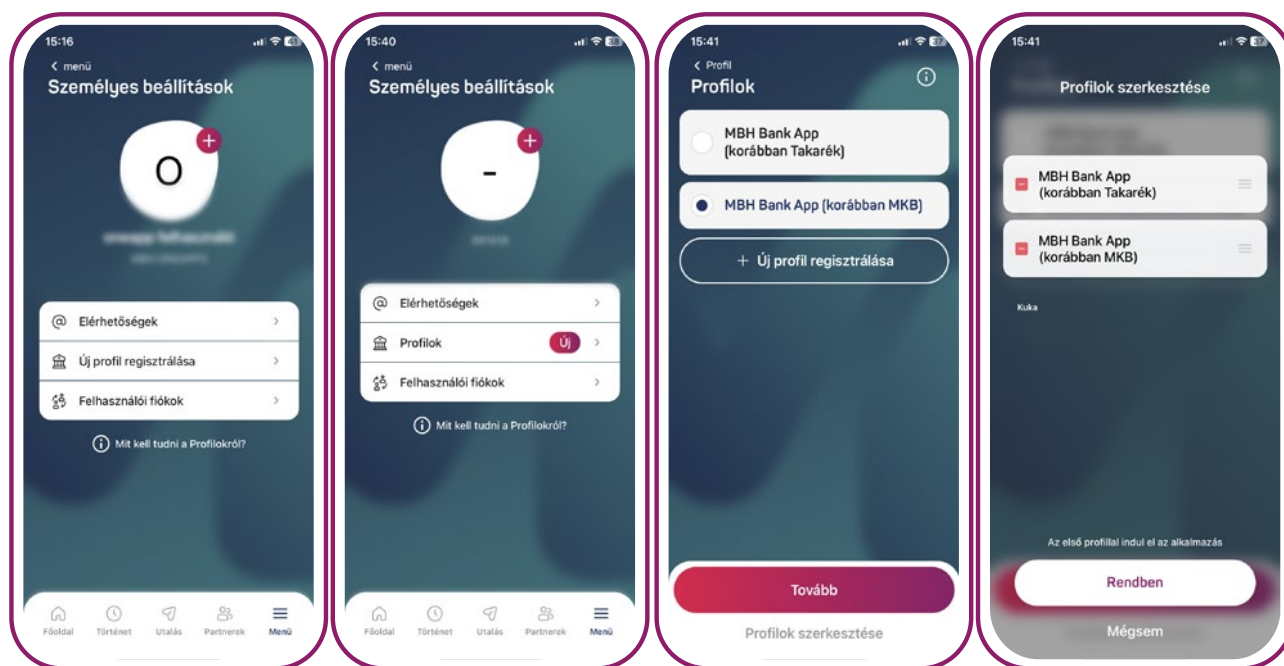 15:16
menü
Személyes beállítások
O
Elérhetőségek
Új profil regisztrálása
Felhasználói fiókok
Mit kell tudni a Profilokról?
Főoldal Történet Utalás Partnerek Menü
15:40
menü
Személyes beállítások
-
Elérhetőségek
Profilok Új
Felhasználói fiókok
Mit kell tudni a Profilokról?
Főoldal Történet Utalás Partnerek Menü
15:41
Profil
Profilok
MBH Bank App
(korábban Takarék)
MBH Bank App (korábban MKB)
+ Új profil regisztrálása
Tovább
Profilok szerkesztése
15:41
Profilok szerkesztése
MBH Bank App
(korábban Takarék)
MBH Bank App
(korábban MKB)
Kuka
Az első profillal indul el az alkalmazás
Rendben
Mégsem